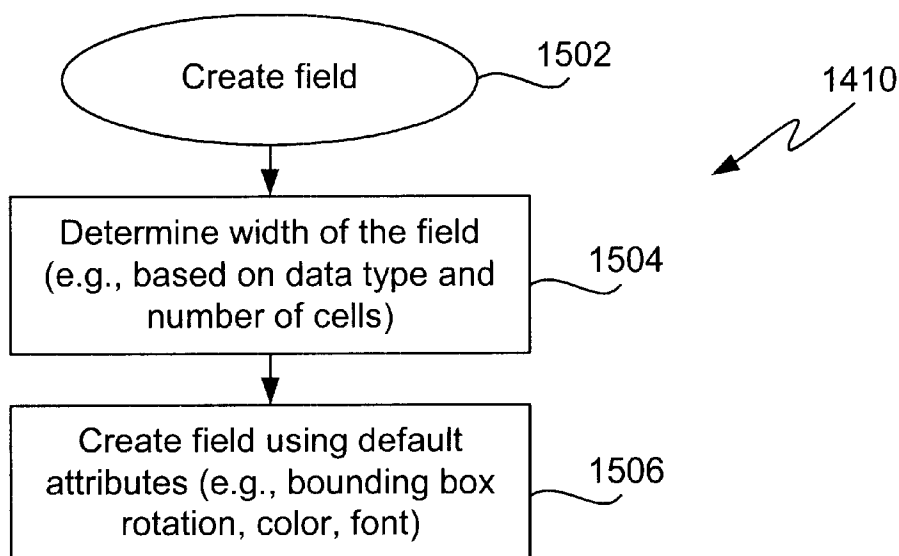 Create field
1502
1410
Determine width of the field
(e.g., based on data type and
number of cells)
1504
Create field using default
attributes (e.g., bounding box
rotation, color, font)
1506